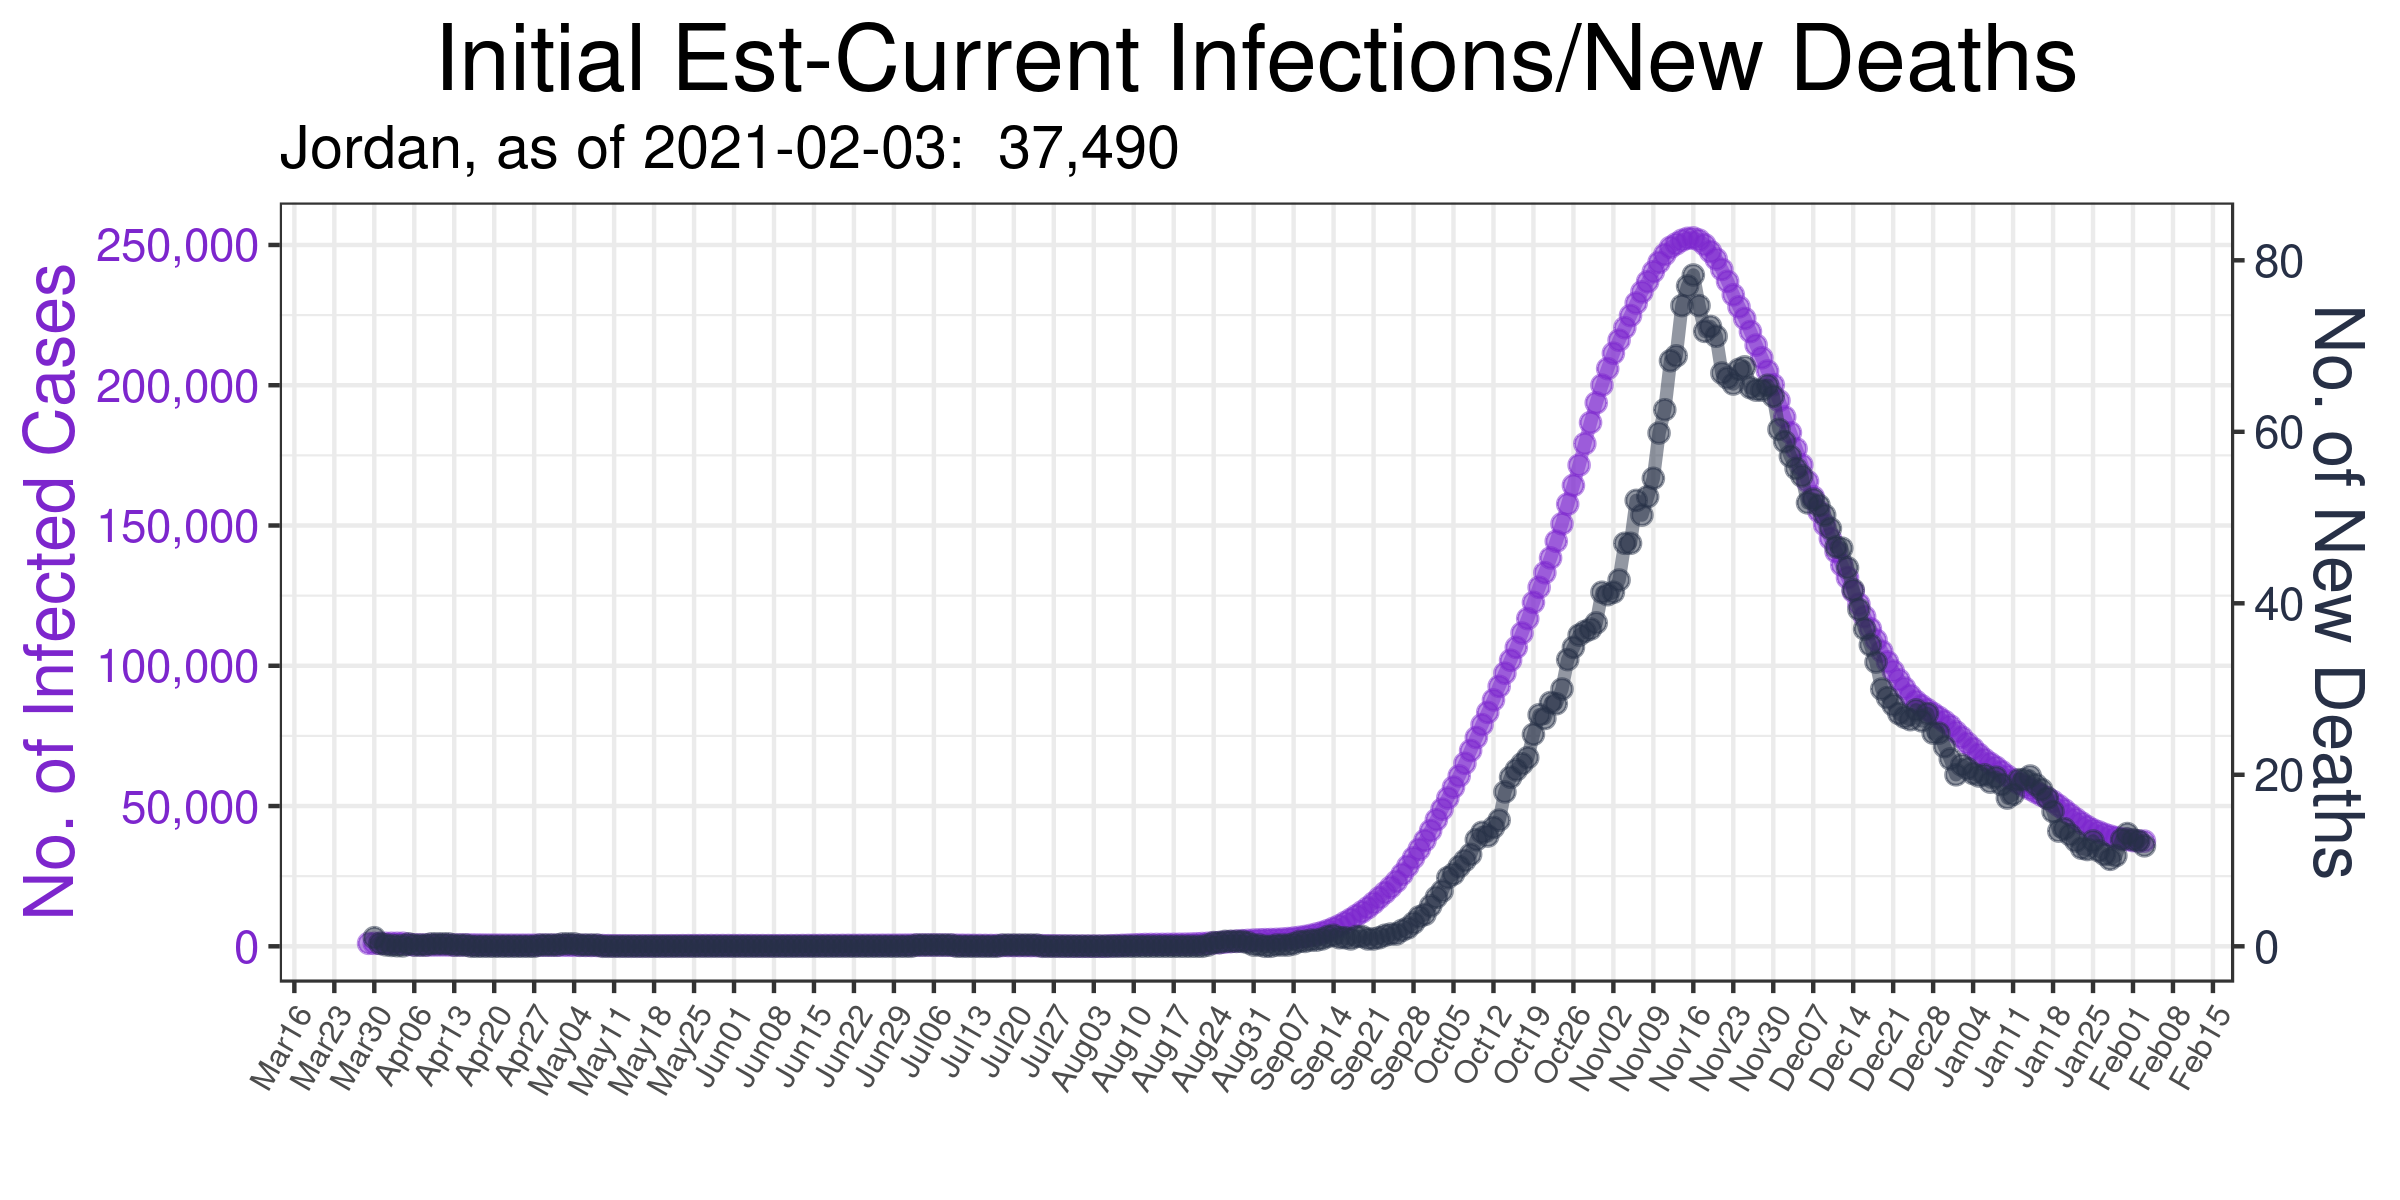 Initial Est-Current Infections/New Deaths
Jordan, as of 2021-02-03:  37,490
No. of Infected Cases
250,000
200,000
150,000
100,000
50,000
0
80
60
40
20
0
No. of New Deaths
Mar16
Mar23
Mar30
Apr06
Apr13
Apr20
Apr27
May04
May11
May18
May25
Jun01
Jun08
Jun15
Jun22
Jun29
Jul06
Jul13
Jul20
Jul27
Aug03
Aug10
Aug17
Aug24
Aug31
Sep07
Sep14
Sep21
Sep28
Oct05
Oct12
Oct19
Oct26
Nov02
Nov09
Nov16
Nov23
Nov30
Dec07
Dec14
Dec21
Dec28
Jan04
Jan11
Jan18
Jan25
Feb01
Feb08
Feb15